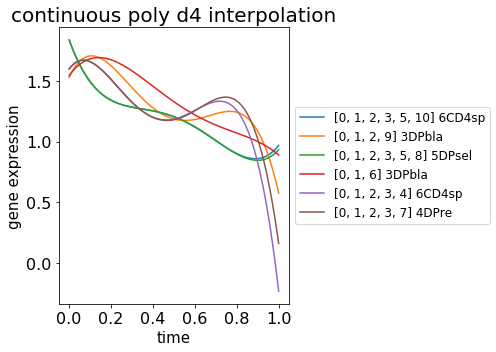 continuous poly d4 interpolation
gene expression
1.5
1.0
0.5
0.0
0.0 0.2 0.4 0.6 0.8 1.0
time
[0, 1, 2, 3, 5, 10] 6CD4sp
[0, 1, 2, 9] 3DPbla
[0, 1, 2, 3, 5, 8] 5DPsel
[0, 1, 6] 3DPbla
[0, 1, 2, 3, 4] 6CD4sp
[0, 1, 2, 3, 7] 4DPre